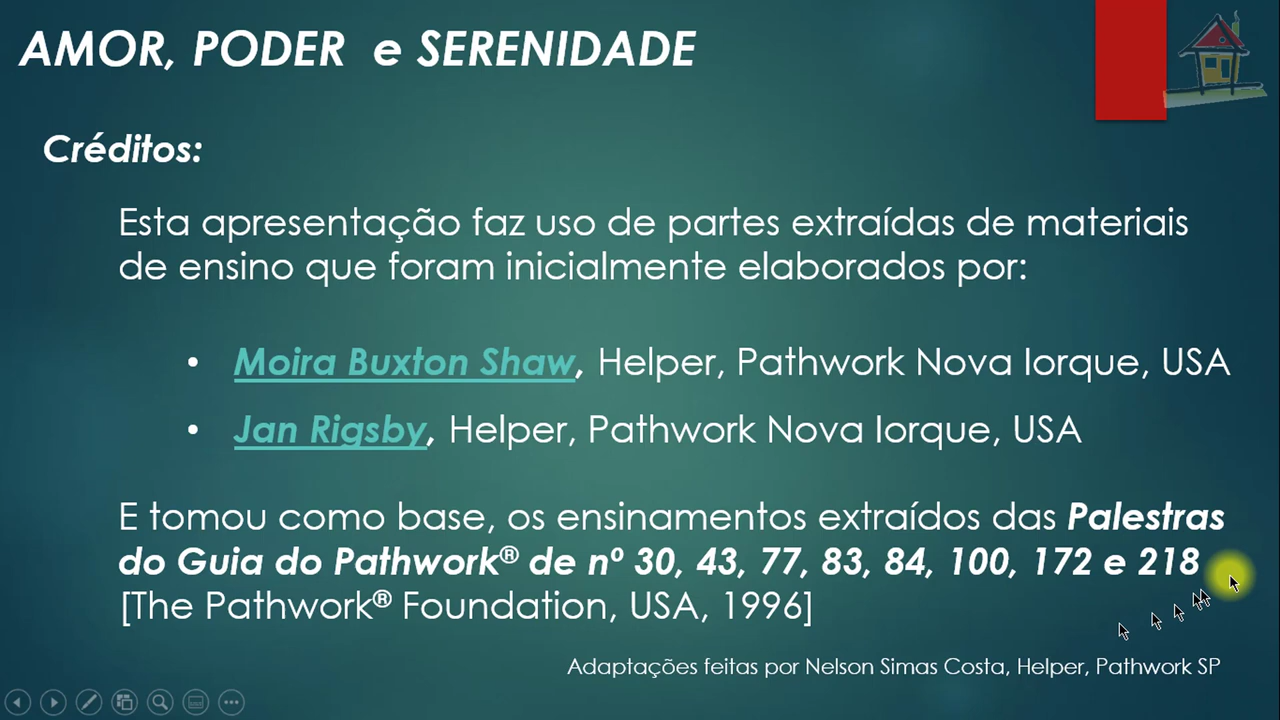 AMOR, PODER e SERENIDADE
Créditos:
Esta apresentação faz uso de partes extraídas de materiais
de ensino que foram inicialmente elaborados por:
• Moira Buxton Shaw, Helper, Pathwork Nova Iorque, USA
• Jan Rigsby, Helper, Pathwork Nova Iorque, USA
E tomou como base, os ensinamentos extraídos das Palestras
do Guia do Pathwork® de nº 30, 43, 77, 83, 84, 100, 172 e 218
[The Pathwork® Foundation, USA, 1996]
Adaptações feitas por Nelson Simas Costa, Helper, Pathwork SP